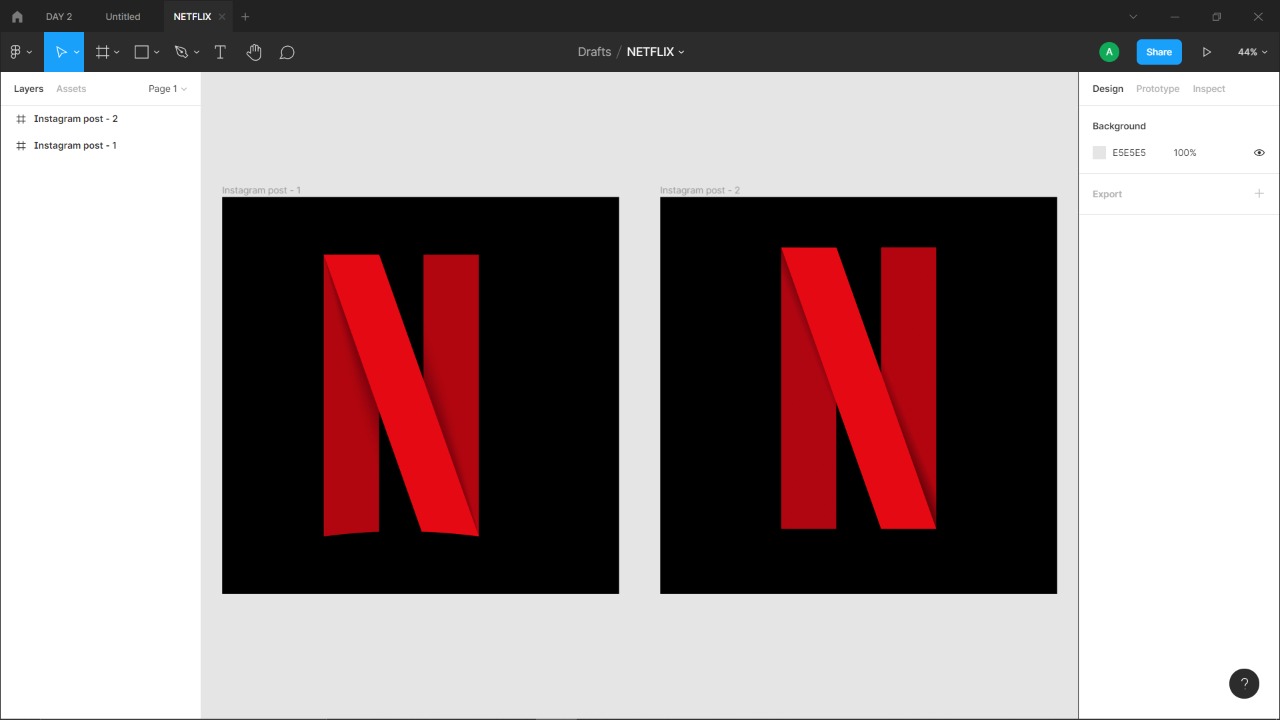 DAY 2
Untitled
NETFLIX
Drafts / NETFLIX
A
Share
44%
Layers
Assets
Page 1
Instagram post - 2
Instagram post - 1
Instagram post - 1
Instagram post - 2
N
N
Design
Prototype
Inspect
Background
E5E5E5
100%
Export
?